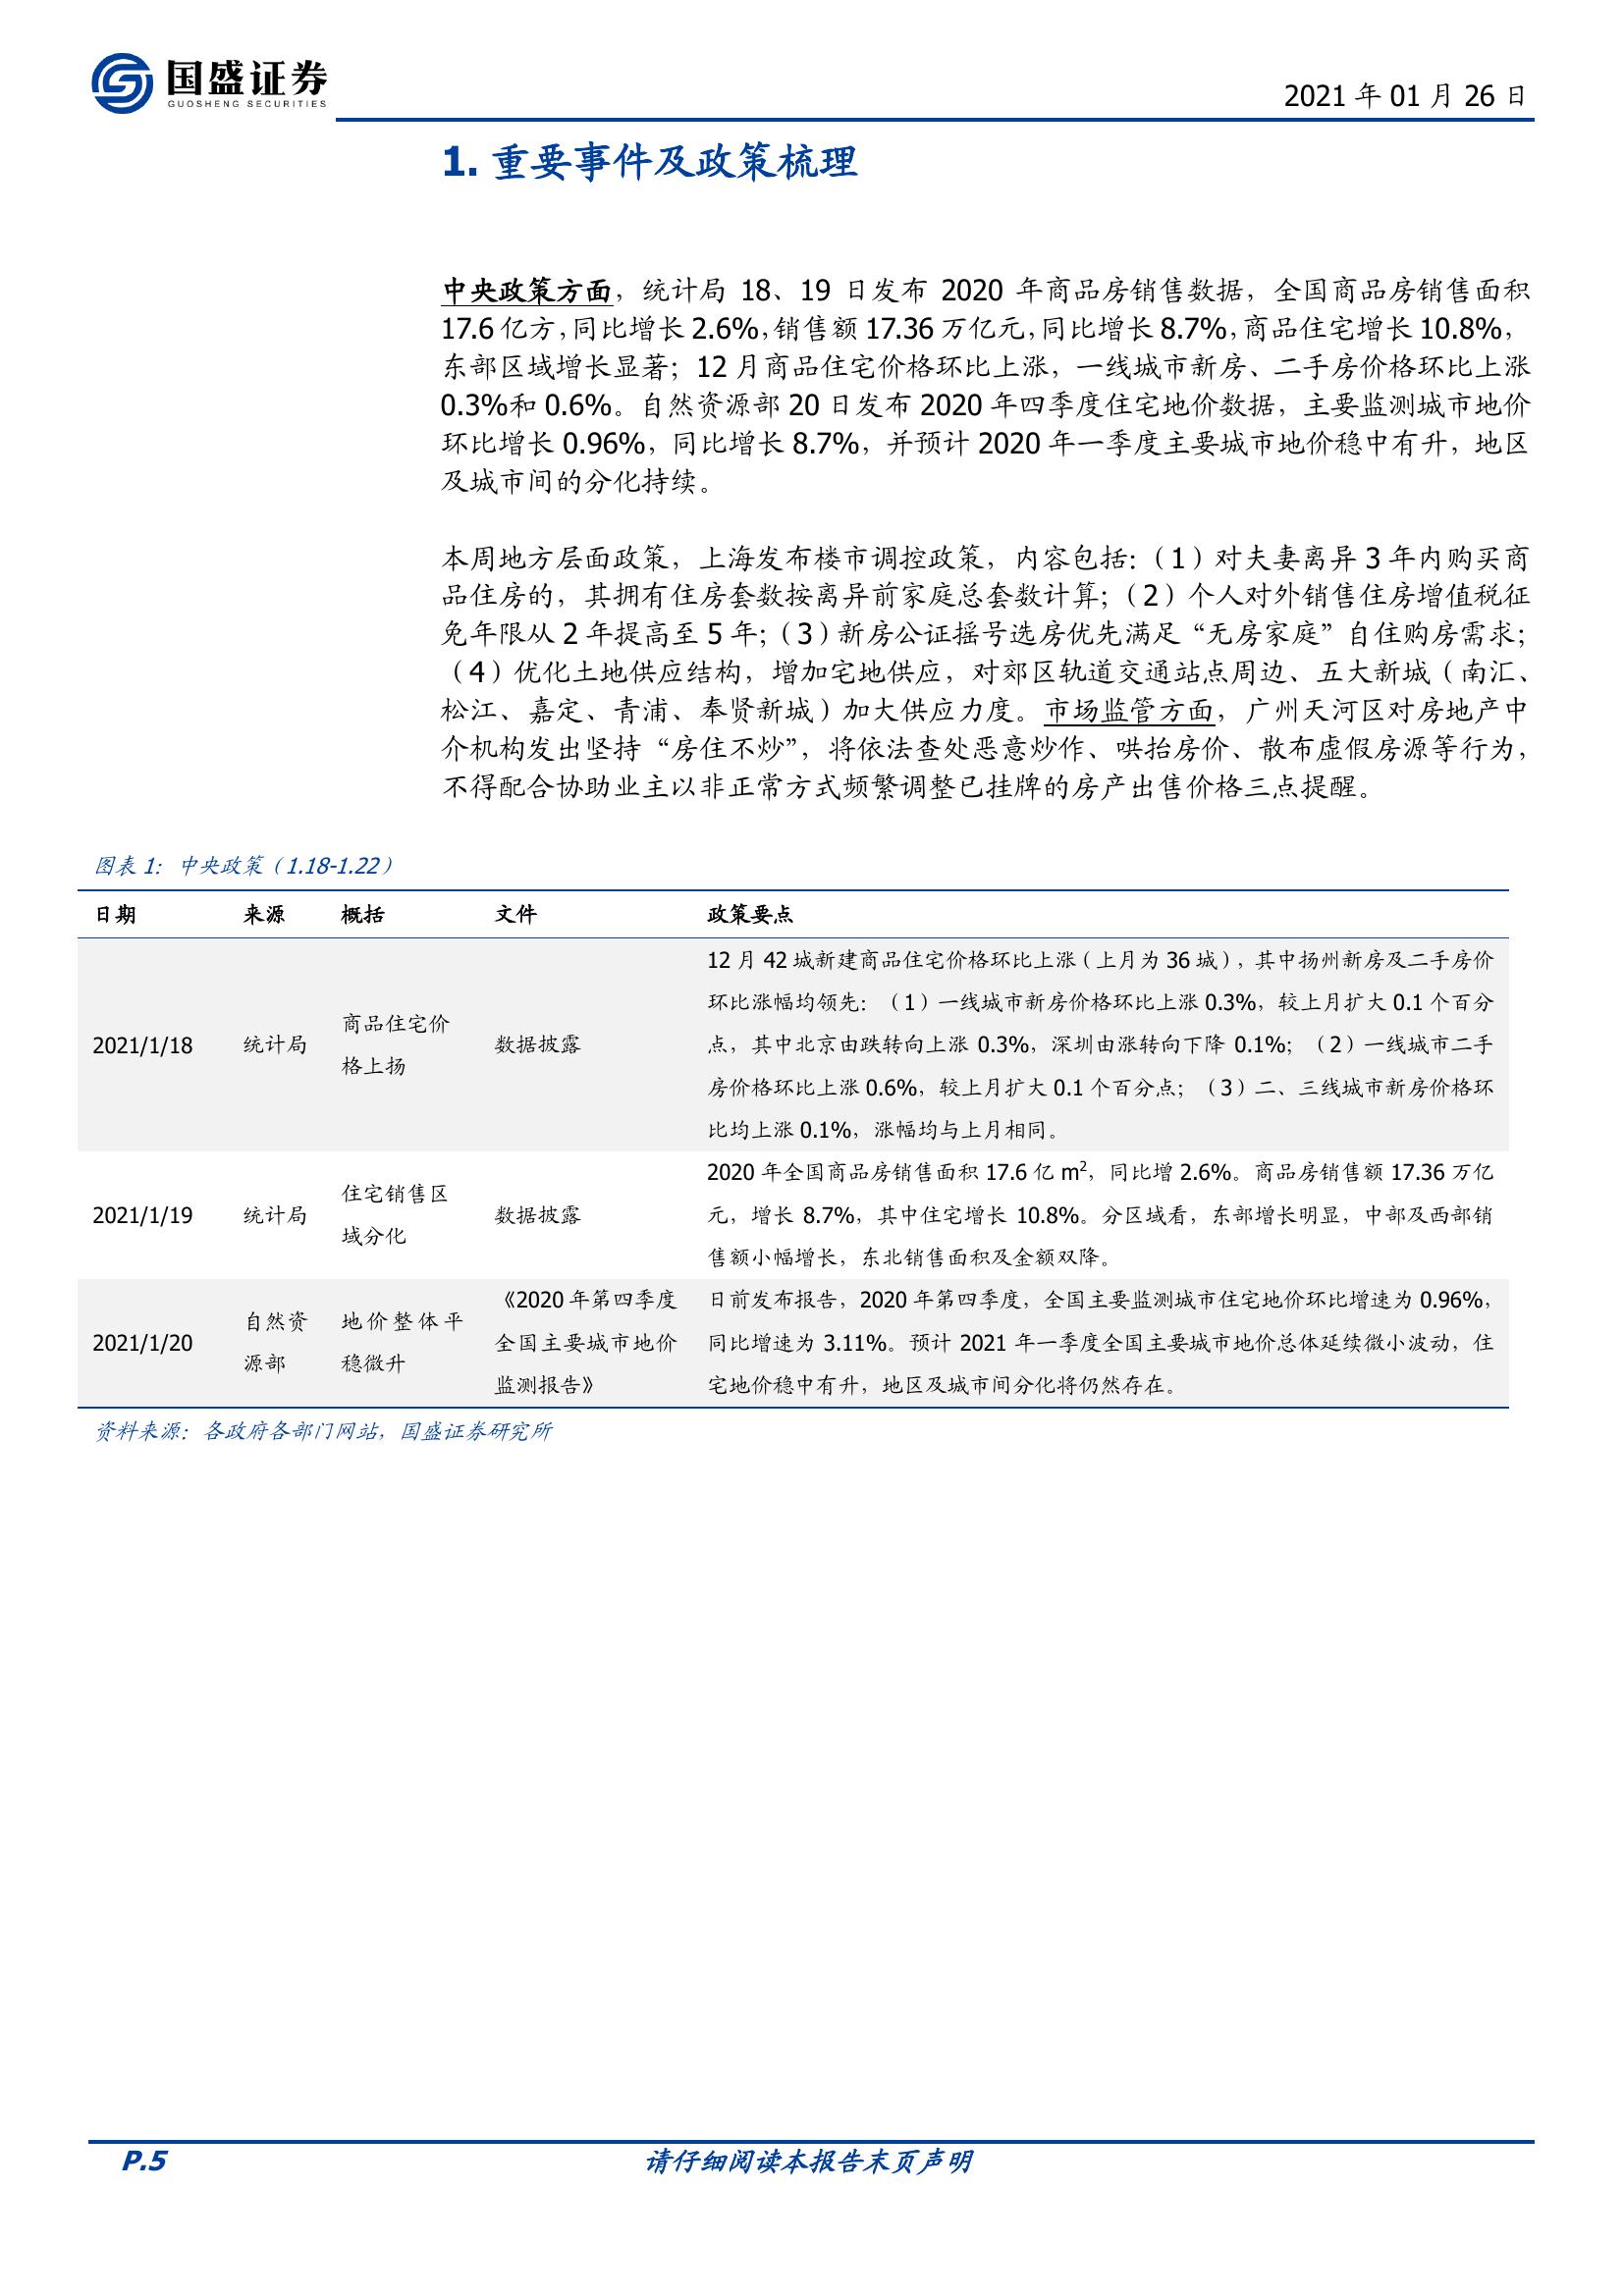 国盛证券
GUOSHENG SECURITIES
2021 年 01 月 26 日
1. 重要事件及政策梳理
中央政策方面，统计局 18、19 日发布 2020 年商品房销售数据，全国商品房销售面积
17.6 亿方，同比增长 2.6%，销售额 17.36 万亿元，同比增长 8.7%，商品住宅增长 10.8%，
东部区域增长显著；12 月商品住宅价格环比上涨，一线城市新房、二手房价格环比上涨
0.3%和 0.6%。自然资源部 20 日发布 2020 年四季度住宅地价数据，主要监测城市地价
环比增长 0.96%，同比增长 8.7%，并预计 2020 年一季度主要城市地价稳中有升，地区
及城市间的分化持续。
本周地方层面政策，上海发布楼市调控政策，内容包括：（1）对夫妻离异 3 年内购买商
品住房的，其拥有住房套数按离异前家庭总套数计算；（2）个人对外销售住房增值税征
免年限从 2 年提高至 5 年；（3）新房公证摇号选房优先满足“无房家庭”自住购房需求；
（4）优化土地供应结构，增加宅地供应，对郊区轨道交通站点周边、五大新城（南汇、
松江、嘉定、青浦、奉贤新城）加大供应力度。市场监管方面，广州天河区对房地产中
介机构发出坚持“房住不炒”，将依法查处恶意炒作、哄抬房价、散布虚假房源等行为，
不得配合协助业主以非正常方式频繁调整已挂牌的房产出售价格三点提醒。
图表 1：中央政策（1.18-1.22）
日期 来源 概括 文件 政策要点
12 月 42 城新建商品住宅价格环比上涨（上月为 36 城），其中扬州新房及二手房价
环比涨幅均领先：（1）一线城市新房价格环比上涨 0.3%，较上月扩大 0.1 个百分
2021/1/18 统计局 商品住宅价格上扬 数据披露 点，其中北京由跌转向上涨 0.3%，深圳由涨转向下降 0.1%；（2）一线城市二手
房价格环比上涨 0.6%，较上月扩大 0.1 个百分点；（3）二、三线城市新房价格环
比均上涨 0.1%，涨幅均与上月相同。
2020 年全国商品房销售面积 17.6 亿 m²，同比增 2.6%。商品房销售额 17.36 万亿
2021/1/19 统计局 住宅销售区域分化 数据披露 元，增长 8.7%，其中住宅增长 10.8%。分区域看，东部增长明显，中部及西部销
售额小幅增长，东北销售面积及金额双降。
《2020 年第四季度 日前发布报告，2020 年第四季度，全国主要监测城市住宅地价环比增速为 0.96%，
2021/1/20 自然资源部 地价整体平稳微升 全国主要城市地价 同比增速为 3.11%。预计 2021 年一季度全国主要城市地价总体延续微小波动，住
监测报告》 宅地价稳中有升，地区及城市间分化将仍然存在。
资料来源：各政府各部门网站，国盛证券研究所
P.5 请仔细阅读本报告末页声明